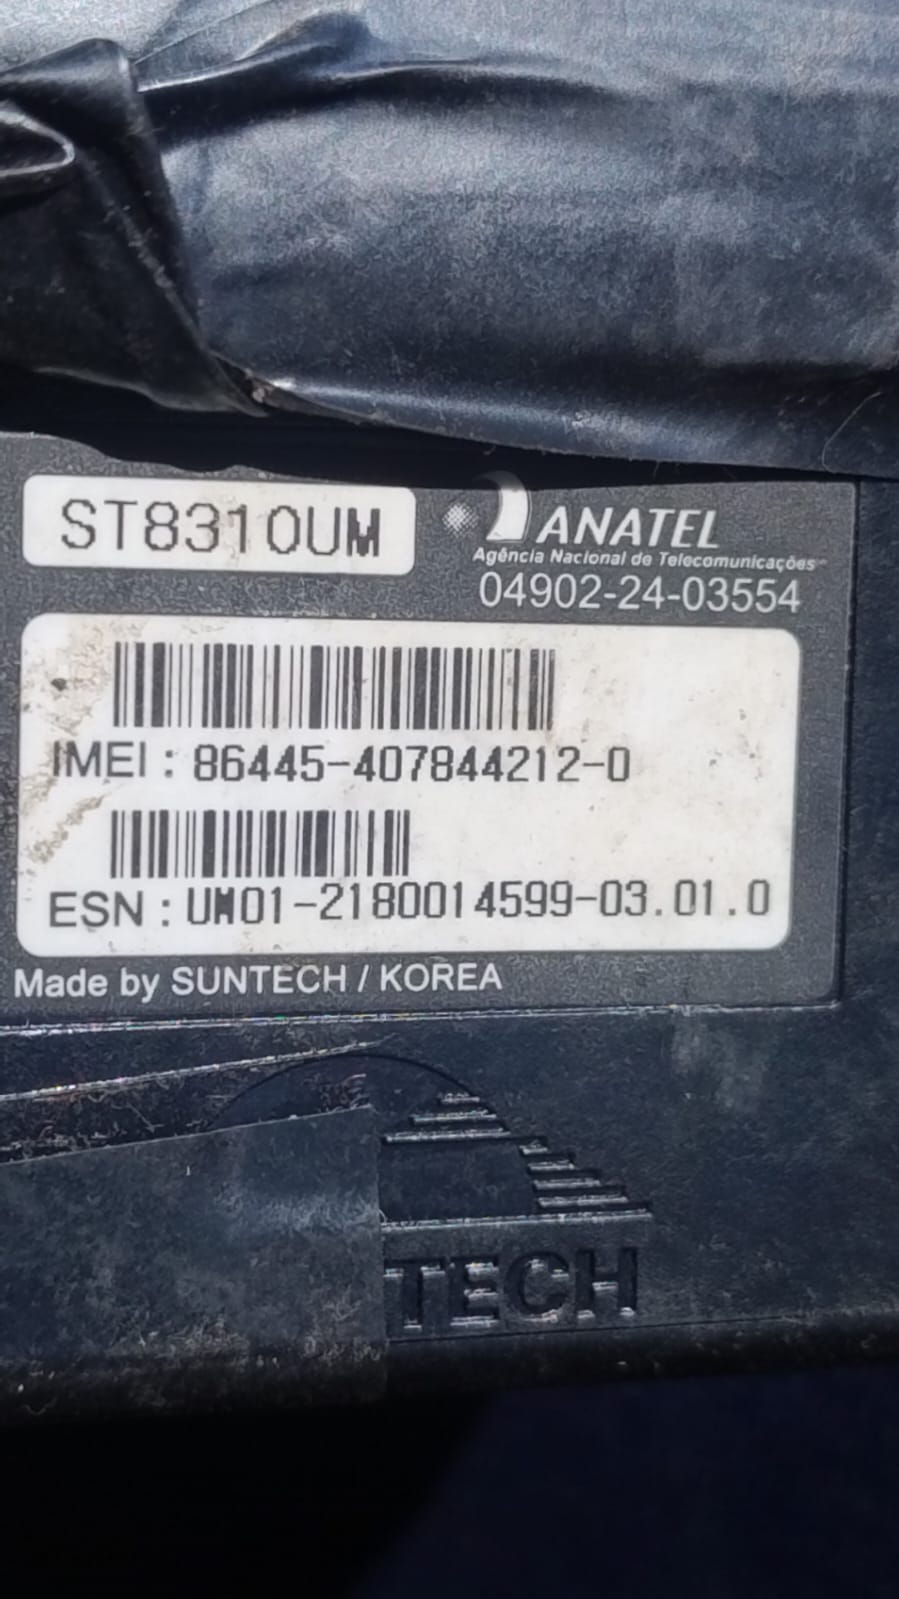 ST8310UM
ANATEL
Agência Nacional de Telecomunicações
04902-24-03554
IMEI : 86445-407844212-0
ESN : UM01-2180014599-03.01.0
Made by SUNTECH / KOREA
TECH